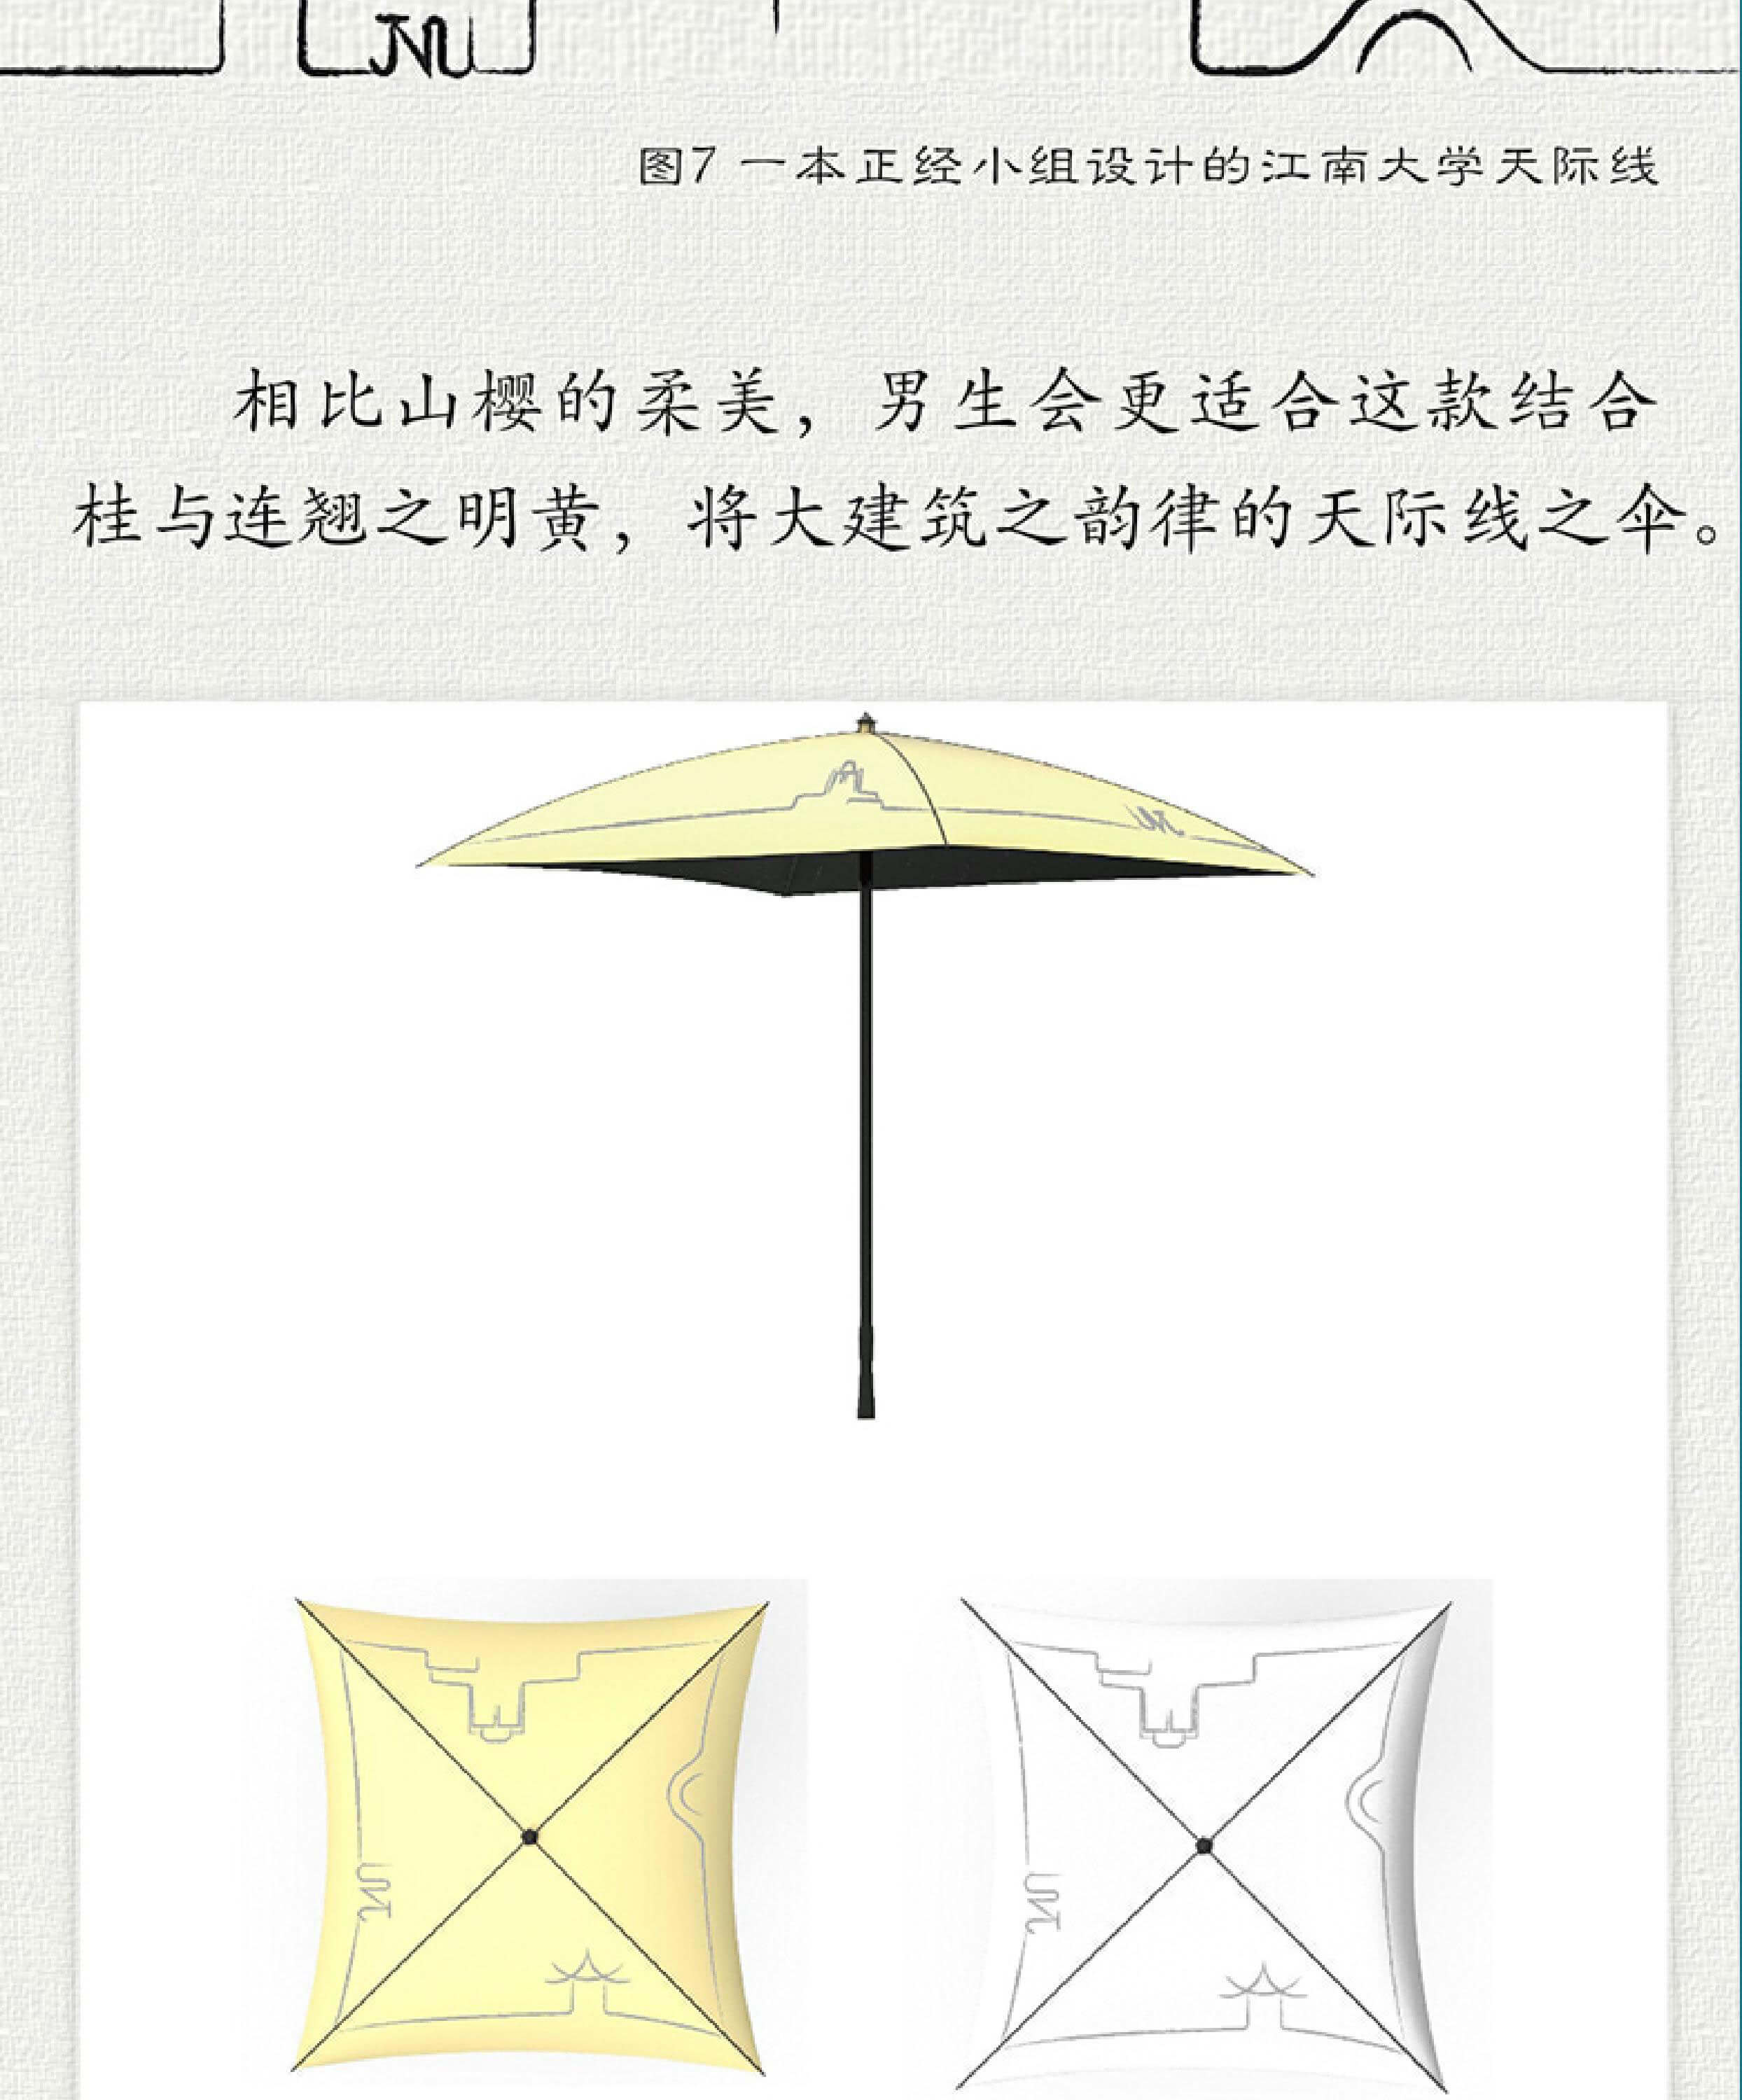 JNU
图7 一本正经小组设计的江南大学天际线
相比山樱的柔美，男生会更适合这款结合
桂与连翘之明黄，将大建筑之韵律的天际线之伞。
JNU
JNU
JNU